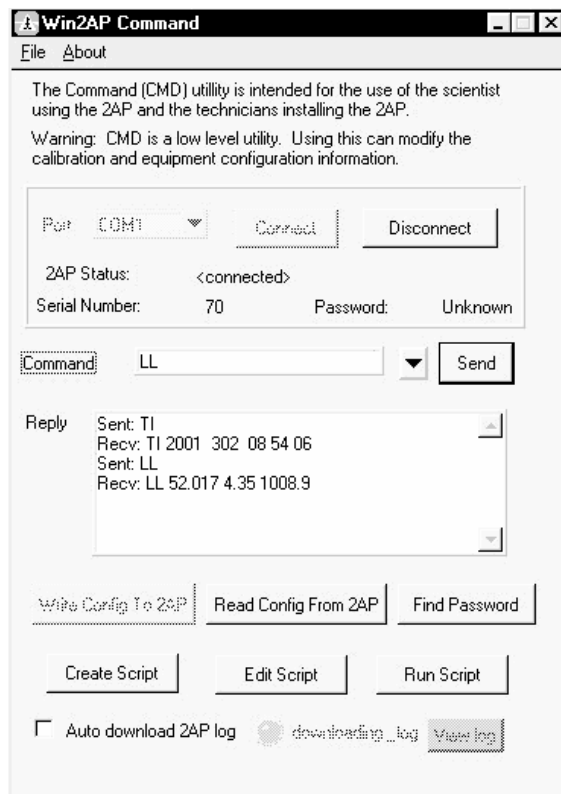 Win2AP Command
File About
The Command (CMD) utillity is intended for the use of the scientist
using the 2AP and the technicians installing the 2AP.
Warning: CMD is a low level utility. Using this can modify the
calibration and equipment configuration information.
Port COM1 Connect Disconnect
2AP Status: <connected>
Serial Number: 70 Password: Unknown
Command LL Send
Reply
Sent: TI
Recv: TI 2001 302 08 54 06
Sent: LL
Recv: LL 52.017 4.35 1008.9
Write Config To 2AP Read Config From 2AP Find Password
Create Script Edit Script Run Script
Auto download 2AP log downloading_log View log